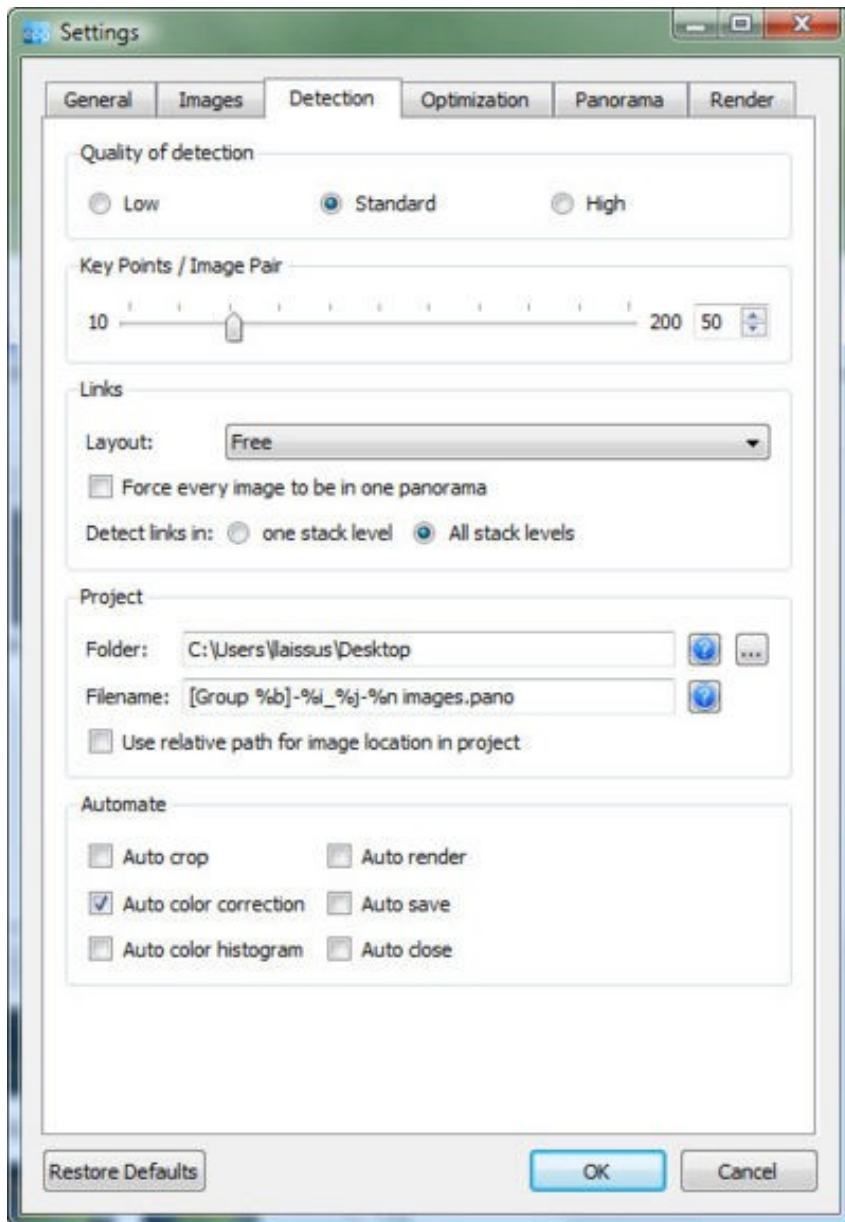 Settings
General Images Detection Optimization Panorama Render
Quality of detection
Low Standard High
Key Points / Image Pair
10 200 50
Links
Layout: Free
Force every image to be in one panorama
Detect links in: one stack level All stack levels
Project
Folder: C:\Users\llaissus\Desktop ...
Filename: [Group %b]-%i_%j-%n images.pano
Use relative path for image location in project
Automate
Auto crop Auto render
Auto color correction Auto save
Auto color histogram Auto close
Restore Defaults OK Cancel